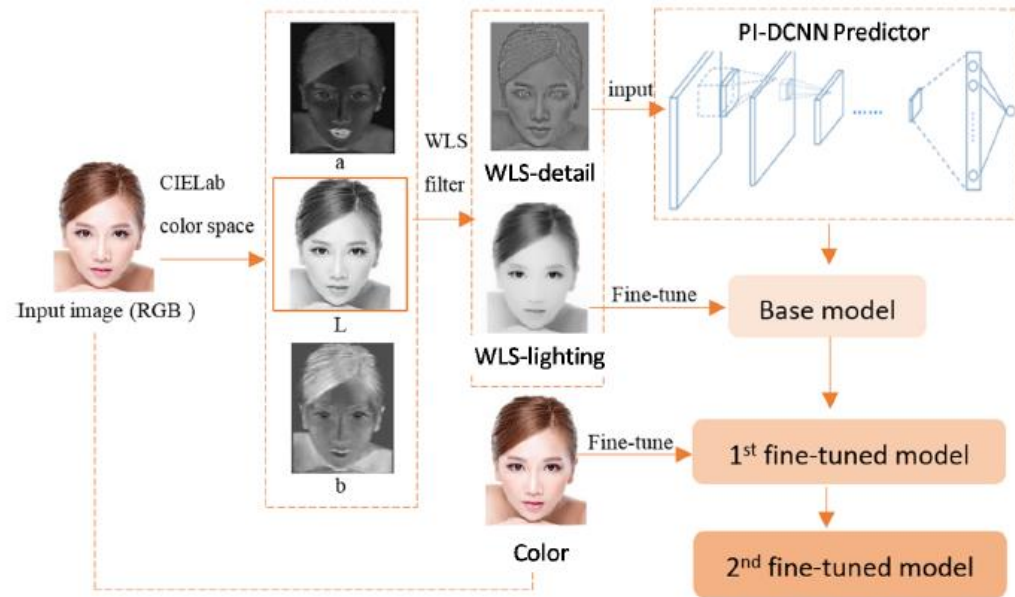 PI-DCNN Predictor
a
WLS
filter
input
WLS-detail
CIELab
color space
Input image (RGB )
L
Fine-tune
Base model
WLS-lighting
b
Fine-tune
1st fine-tuned model
Color
2nd fine-tuned model